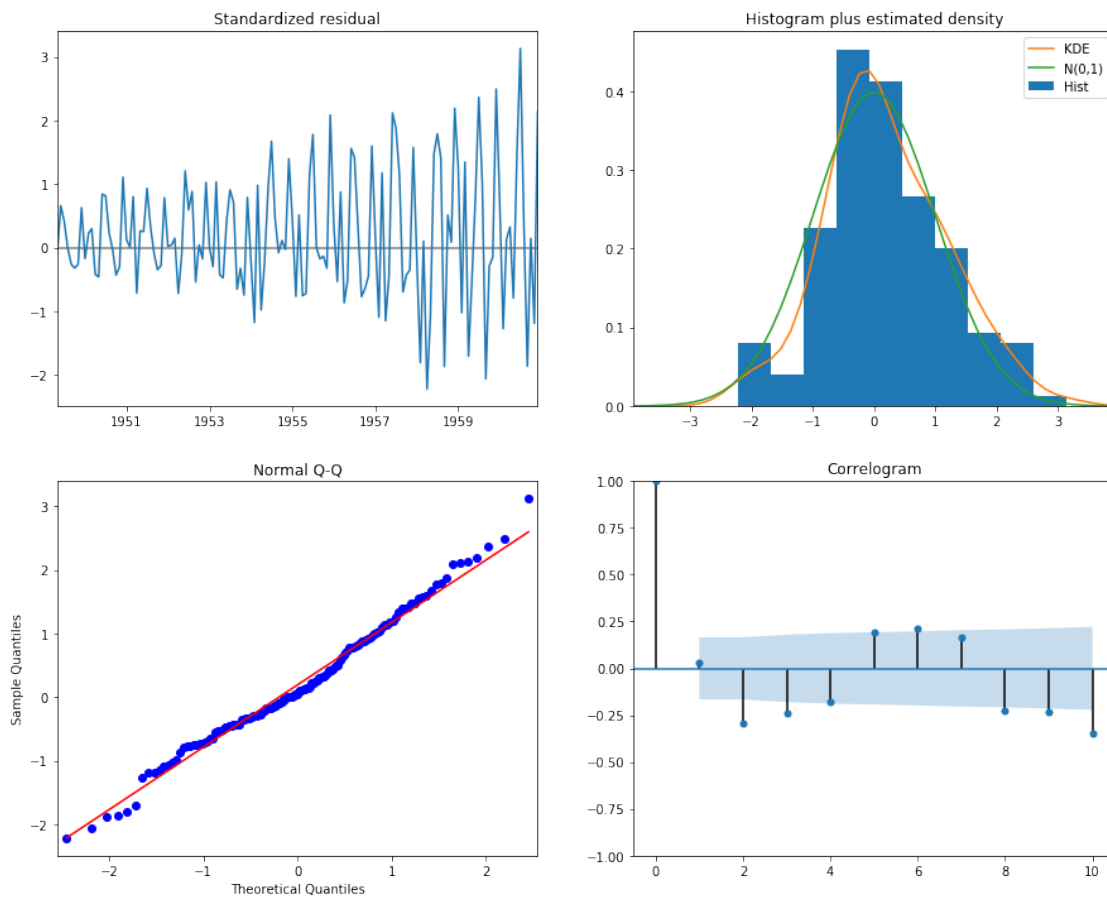 Standardized residual
3
2
1
0
−1
−2
1951 1953 1955 1957 1959
Histogram plus estimated density
KDE
N(0,1)
Hist
0.4
0.3
0.2
0.1
0.0
−3 −2 −1 0 1 2 3
Normal Q-Q
Sample Quantiles
3
2
1
0
−1
−2
−2 −1 0 1 2
Theoretical Quantiles
Correlogram
1.00
0.75
0.50
0.25
0.00
−0.25
−0.50
−0.75
−1.00
0 2 4 6 8 10